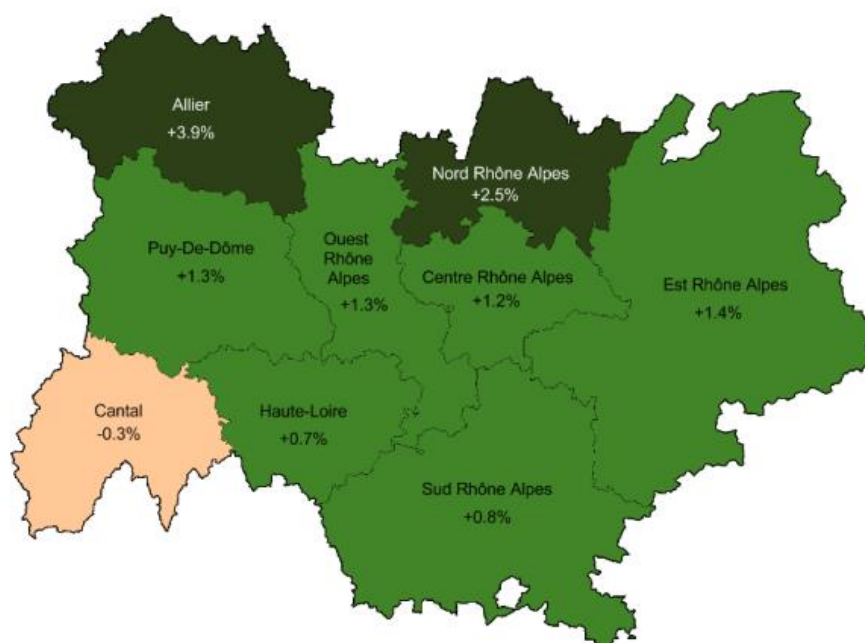 Allier
+3.9%
Nord Rhône Alpes
+2.5%
Puy-De-Dôme
+1.3%
Ouest
Rhône
Alpes
+1.3%
Centre Rhône Alpes
+1.2%
Est Rhône Alpes
+1.4%
Cantal
-0.3%
Haute-Loire
+0.7%
Sud Rhône Alpes
+0.8%